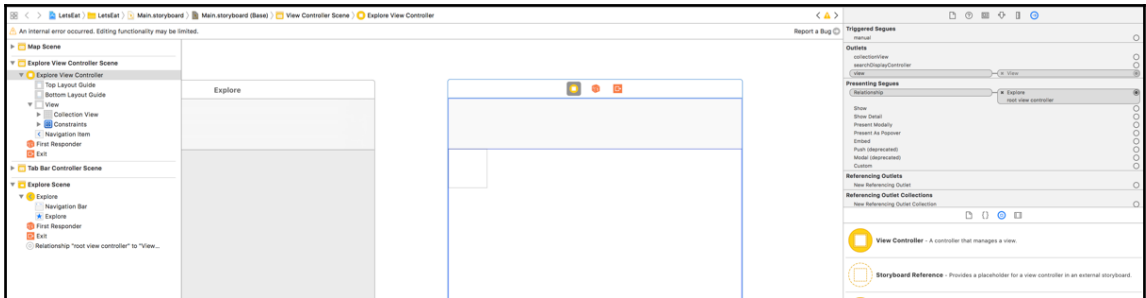 LetsEat 〉 LetsEat 〉 Main.storyboard 〉 Main.storyboard (Base) 〉 View Controller Scene 〉 Explore View Controller
An internal error occurred. Editing functionality may be limited.
Report a Bug
Map Scene
Explore View Controller Scene
Explore View Controller
Top Layout Guide
Bottom Layout Guide
View
Collection View
Constraints
Navigation Item
First Responder
Exit
Tab Bar Controller Scene
Explore Scene
Explore
Navigation Bar
Explore
First Responder
Exit
Relationship "root view controller" to "View...
Explore
Triggered Segues
manual
Outlets
collectionView
searchDisplayController
view
View
Presenting Segues
Relationship
Explore
root view controller
Show
Show Detail
Present Modally
Present As Popover
Embed
Push (deprecated)
Modal (deprecated)
Custom
Referencing Outlets
New Referencing Outlet
Referencing Outlet Collections
New Referencing Outlet Collection
View Controller - A controller that manages a view.
Storyboard Reference - Provides a placeholder for a view controller in an external storyboard.